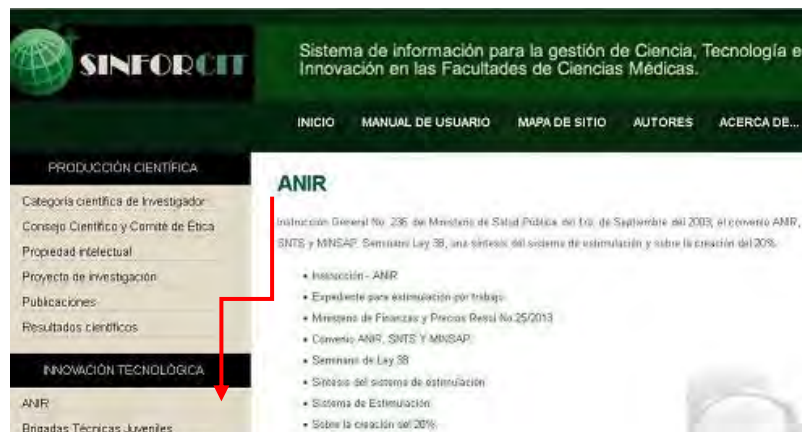 SINFORCIT
Sistema de información para la gestión de Ciencia, Tecnología e
Innovación en las Facultades de Ciencias Médicas.
INICIO MANUAL DE USUARIO MAPA DE SITIO AUTORES ACERCA DE...
PRODUCCIÓN CIENTÍFICA
Categoría científica de Investigador
Consejo Científico y Comité de Ética
Propiedad intelectual
Proyecto de investigación
Publicaciones
Resultados científicos
INNOVACIÓN TECNOLÓGICA
ANIR
Brigadas Técnicas Juveniles
ANIR
Instrucción General No. 236 del Ministerio de Salud Pública del 1ro. de Septiembre del 2003, el convenio ANIR,
SNTS y MINSAP. Seminario Ley 38, una síntesis del sistema de estimulación y sobre la creación del 20%.
• Instrucción - ANIR
• Expediente para estimulación por trabajo
• Ministerio de Finanzas y Precios Resol No.25/2013
• Convenio ANIR, SNTS Y MINSAP
• Seminario de Ley 38
• Síntesis del sistema de estimulación
• Sistema de Estimulación
• Sobre la creación del 20%